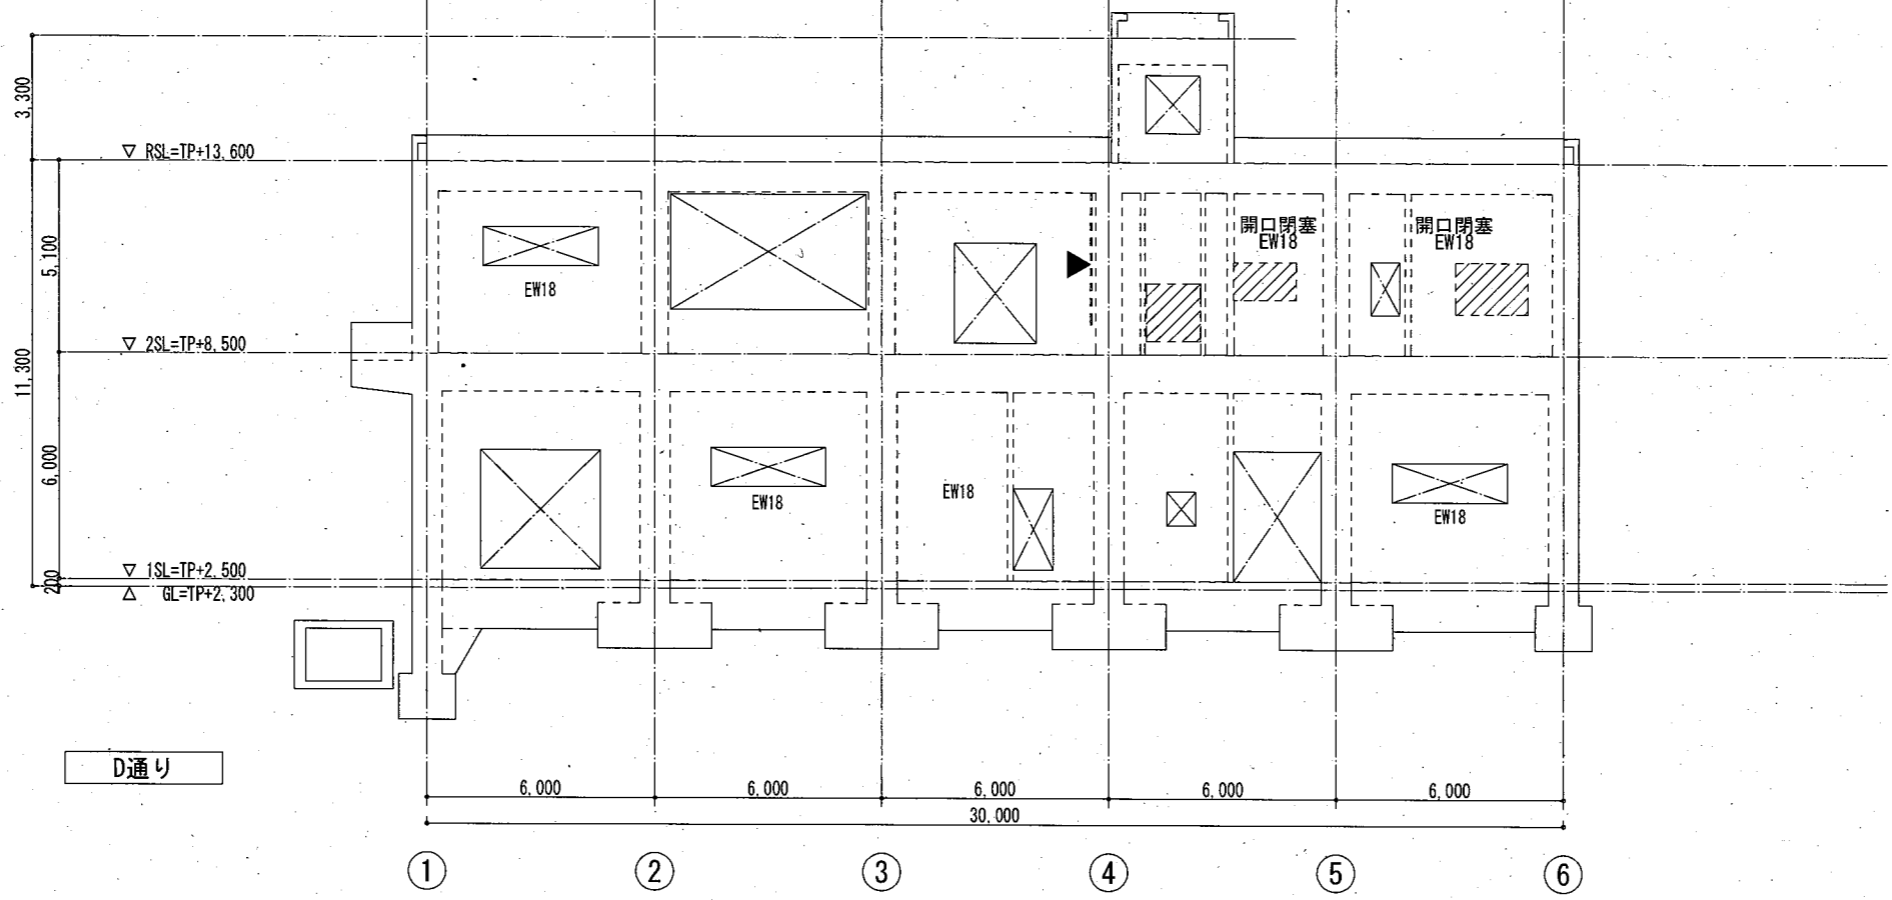 3,300
▽ RSL=TP+13,600
5,100
開口閉塞
EW18
開口閉塞
EW18
EW18
▽ 2SL=TP+8,500
11,300
6,000
EW18
EW18
EW18
▽ 1SL=TP+2,500
200
△ GL=TP+2,300
D通り
6,000 6,000 6,000 6,000 6,000
30,000
① ② ③ ④ ⑤ ⑥